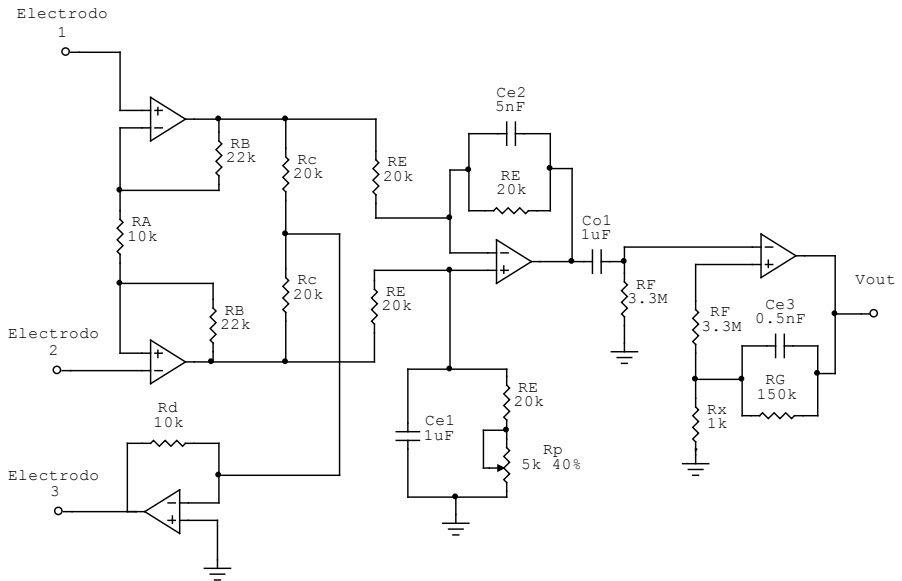 Electrodo
1
RB
22k
Rc
20k
RE
20k
Ce2
5nF
RE
20k
RA
10k
Co1
1uF
Rc
20k
RE
20k
RF
3.3M
RF
3.3M
Vout
Ce3
0.5nF
RB
22k
Electrodo
2
RG
150k
Rx
1k
RE
20k
Ce1
1uF
Rd
10k
Rp
5k 40%
Electrodo
3